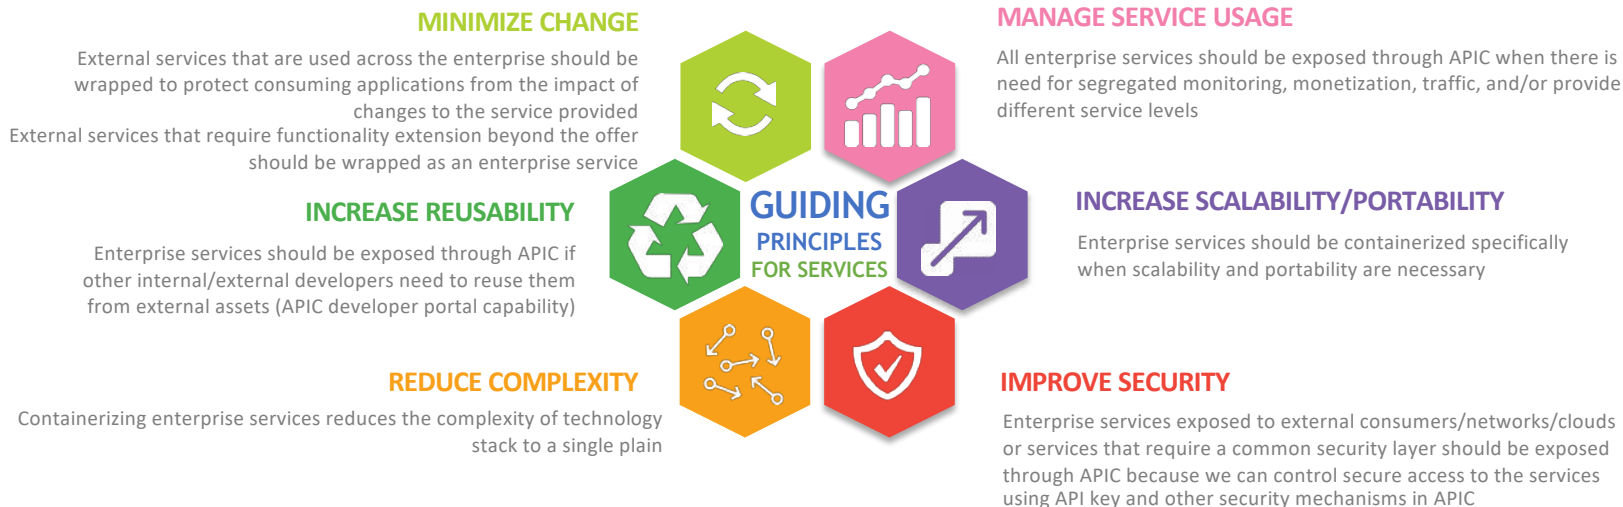 MINIMIZE CHANGE
External services that are used across the enterprise should be
wrapped to protect consuming applications from the impact of
changes to the service provided
External services that require functionality extension beyond the offer
should be wrapped as an enterprise service
MANAGE SERVICE USAGE
All enterprise services should be exposed through APIC when there is
need for segregated monitoring, monetization, traffic, and/or provide
different service levels
INCREASE REUSABILITY
Enterprise services should be exposed through APIC if
other internal/external developers need to reuse them
from external assets (APIC developer portal capability)
GUIDING
PRINCIPLES
FOR SERVICES
INCREASE SCALABILITY/PORTABILITY
Enterprise services should be containerized specifically
when scalability and portability are necessary
REDUCE COMPLEXITY
Containerizing enterprise services reduces the complexity of technology
stack to a single plain
IMPROVE SECURITY
Enterprise services exposed to external consumers/networks/clouds
or services that require a common security layer should be exposed
through APIC because we can control secure access to the services
using API key and other security mechanisms in APIC